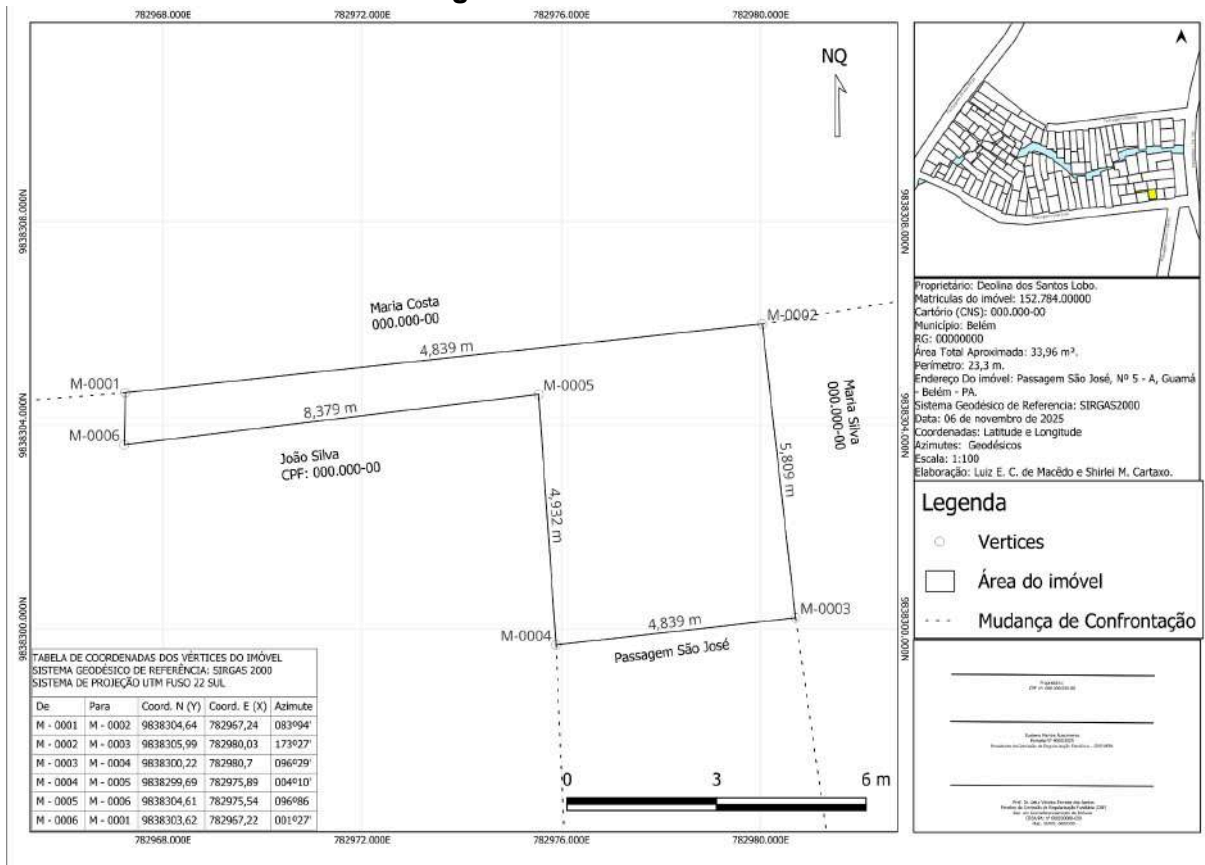 782968.000E 782972.000E 782976.000E 782980.000E
NQ
9838308.000N
9838308.000N
Maria Costa
000.000-00
M-0002
4,839 m
M-0001
M-0005
8,379 m
M-0006
9838304.000N
9838304.000N
João Silva
CPF: 000.000-00
Maria Silva
000.000-00
5,809 m
4,932 m
M-0003
4,839 m
M-0004
Passagem São José
9838300.000N
9838300.000N
TABELA DE COORDENADAS DOS VÉRTICES DO IMÓVEL
SISTEMA GEODÉSICO DE REFERÊNCIA: SIRGAS 2000
SISTEMA DE PROJEÇÃO UTM FUSO 22 SUL
De Para Coord. N (Y) Coord. E (X) Azimute
M - 0001 M - 0002 9838304,64 782967,24 083º94'
M - 0002 M - 0003 9838305,99 782980,03 173º27'
M - 0003 M - 0004 9838300,22 782980,7 096º29'
M - 0004 M - 0005 9838299,69 782975,89 004º10'
M - 0005 M - 0006 9838304,61 782975,54 096º86
M - 0006 M - 0001 9838303,62 782967,22 001º27'
0 3 6 m
782968.000E 782972.000E 782976.000E 782980.000E
Proprietário: Deolina dos Santos Lobo.
Matriculas do imóvel: 152.784.00000
Cartório (CNS): 000.000-00
Município: Belém
RG: 00000000
Área Total Aproximada: 33,96 m².
Perímetro: 23,3 m.
Endereço Do imóvel: Passagem São José, Nº 5 - A, Guamá
- Belém - PA.
Sistema Geodésico de Referencia: SIRGAS2000
Data: 06 de novembro de 2025
Coordenadas: Latitude e Longitude
Azimutes: Geodésicos
Escala: 1:100
Elaboração: Luiz E. C. de Macêdo e Shirlei M. Cartaxo.
Legenda
Vertices
Área do imóvel
Mudança de Confrontação
Proprietário: